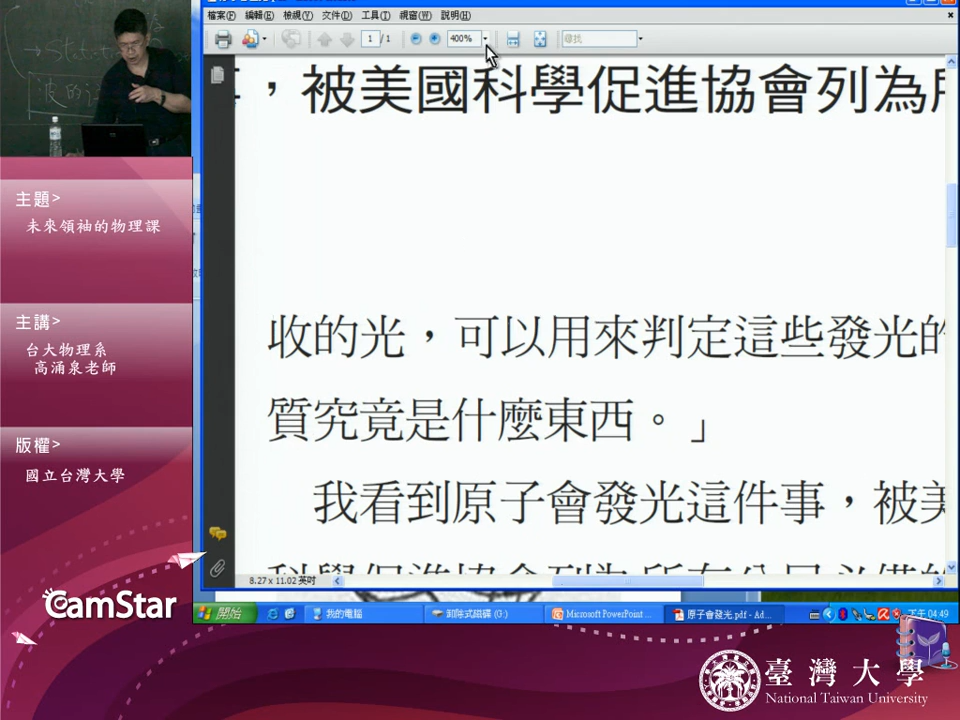 檔案(F) 編輯(E) 檢視(V) 文件(D) 工具(T) 視窗(W) 說明(H)
1 / 1 400% 尋找
，被美國科學促進協會列為
收的光，可以用來判定這些發光的
質究竟是什麼東西。」
我看到原子會發光這件事，被美
8.27 x 11.02 英吋
開始 我的電腦 卸除式磁碟 (G:) Microsoft PowerPoint ... 原子會發光.pdf - Ad... 下午 04:49
主題>
未來領袖的物理課
主講>
台大物理系
高涌泉老師
版權>
國立台灣大學
CamStar
臺灣大學
National Taiwan University